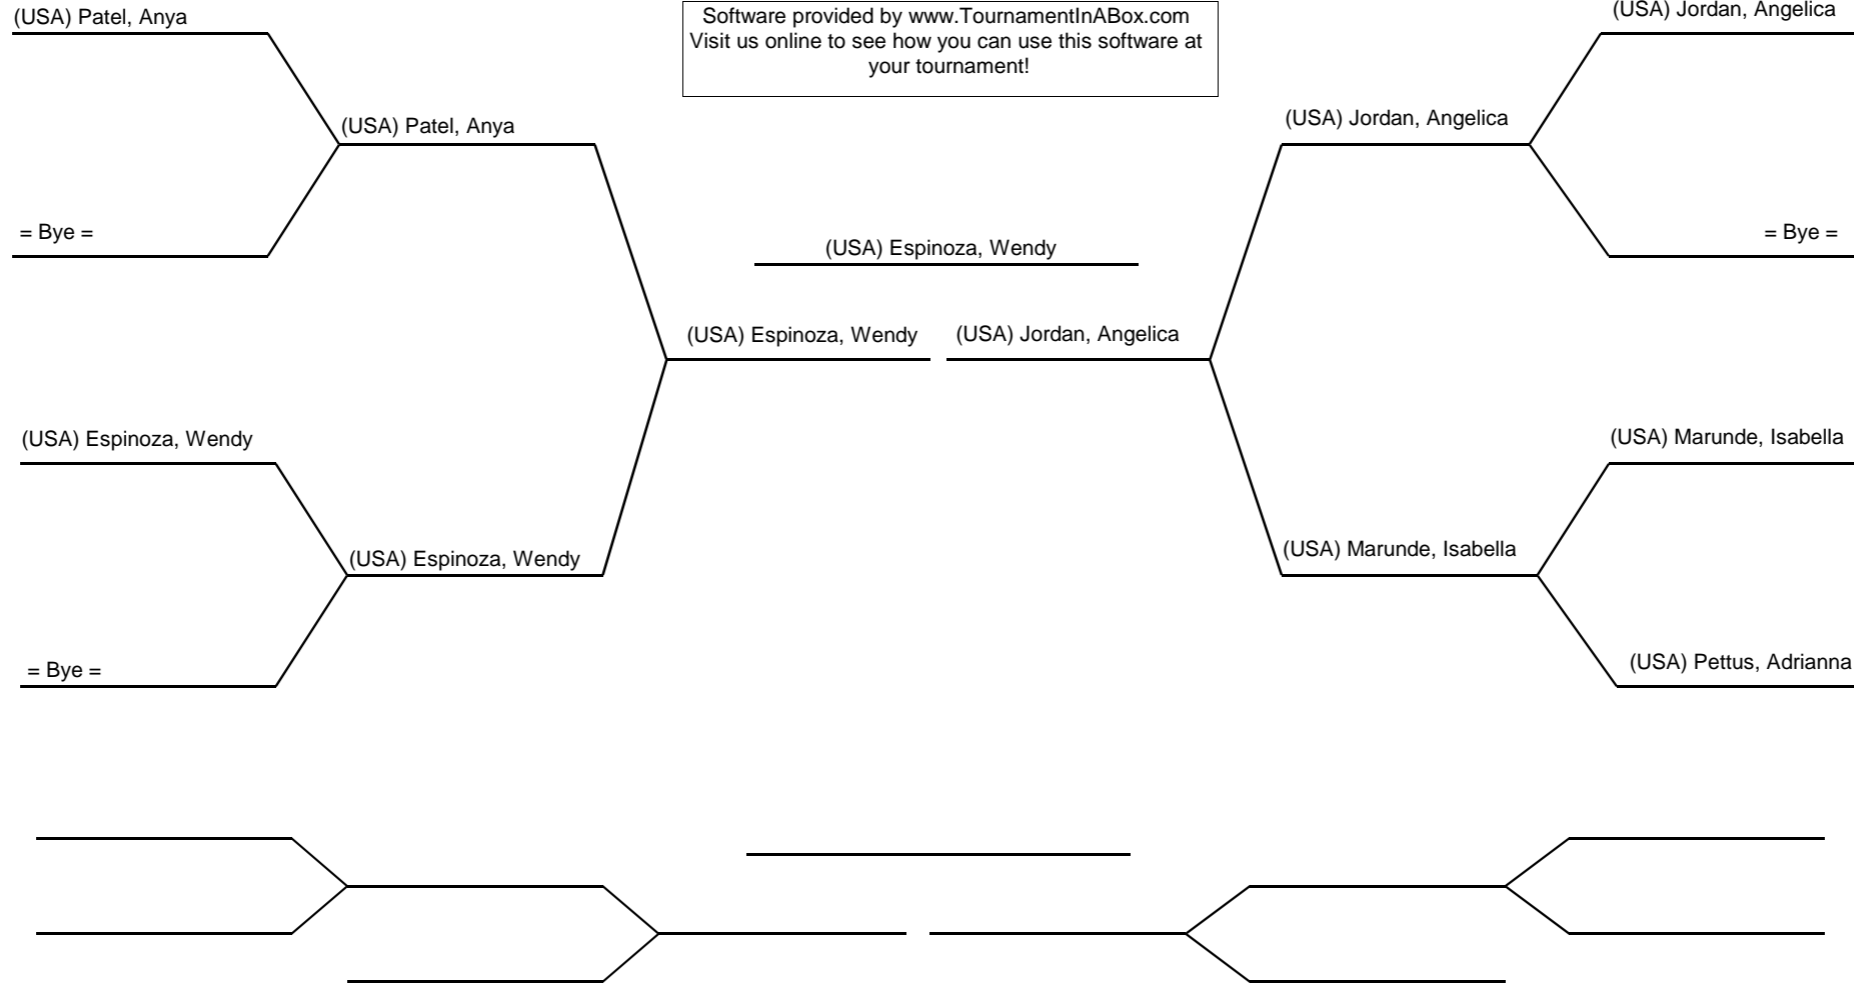 (USA) Patel, Anya
Software provided by www.TournamentInABox.com
Visit us online to see how you can use this software at
your tournament!
(USA) Jordan, Angelica
(USA) Patel, Anya
(USA) Jordan, Angelica
= Bye =
(USA) Espinoza, Wendy
= Bye =
(USA) Espinoza, Wendy
(USA) Jordan, Angelica
(USA) Espinoza, Wendy
(USA) Marunde, Isabella
(USA) Espinoza, Wendy
(USA) Marunde, Isabella
= Bye =
(USA) Pettus, Adrianna